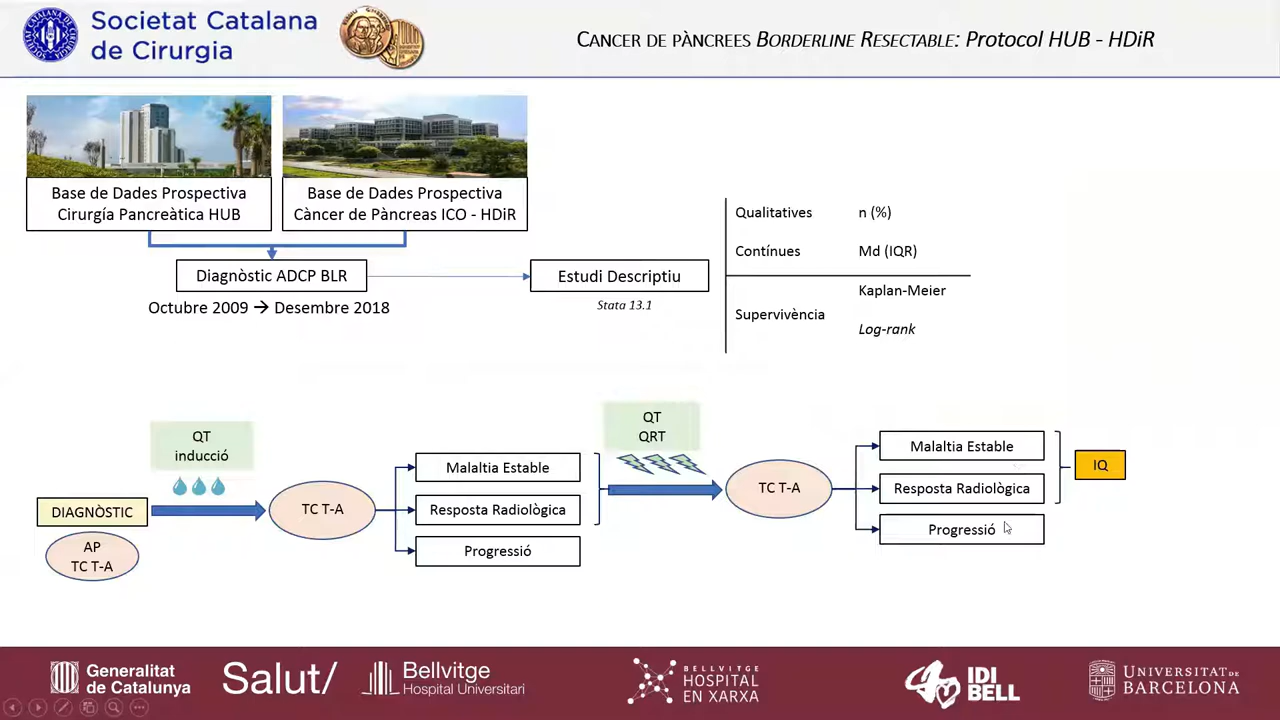 Societat Catalana
de Cirurgia
CANCER DE PÀNCREES BORDERLINE RESECTABLE: Protocol HUB - HDiR
Base de Dades Prospectiva
Cirurgía Pancreàtica HUB
Base de Dades Prospectiva
Càncer de Pàncreas ICO - HDiR
Diagnòstic ADCP BLR
Octubre 2009 → Desembre 2018
Estudi Descriptiu
Stata 13.1
Qualitatives n (%)
Contínues Md (IQR)
Supervivència
Kaplan-Meier
Log-rank
DIAGNÒSTIC
AP
TC T-A
QT
inducció
TC T-A
Malaltia Estable
Resposta Radiològica
Progressió
QT
QRT
TC T-A
Malaltia Estable
Resposta Radiològica
Progressió
IQ
Generalitat
de Catalunya
Salut/
Bellvitge
Hospital Universitari
BELLVITGE
HOSPITAL
EN XARXA
IDI
BELL
UNIVERSITAT DE
BARCELONA